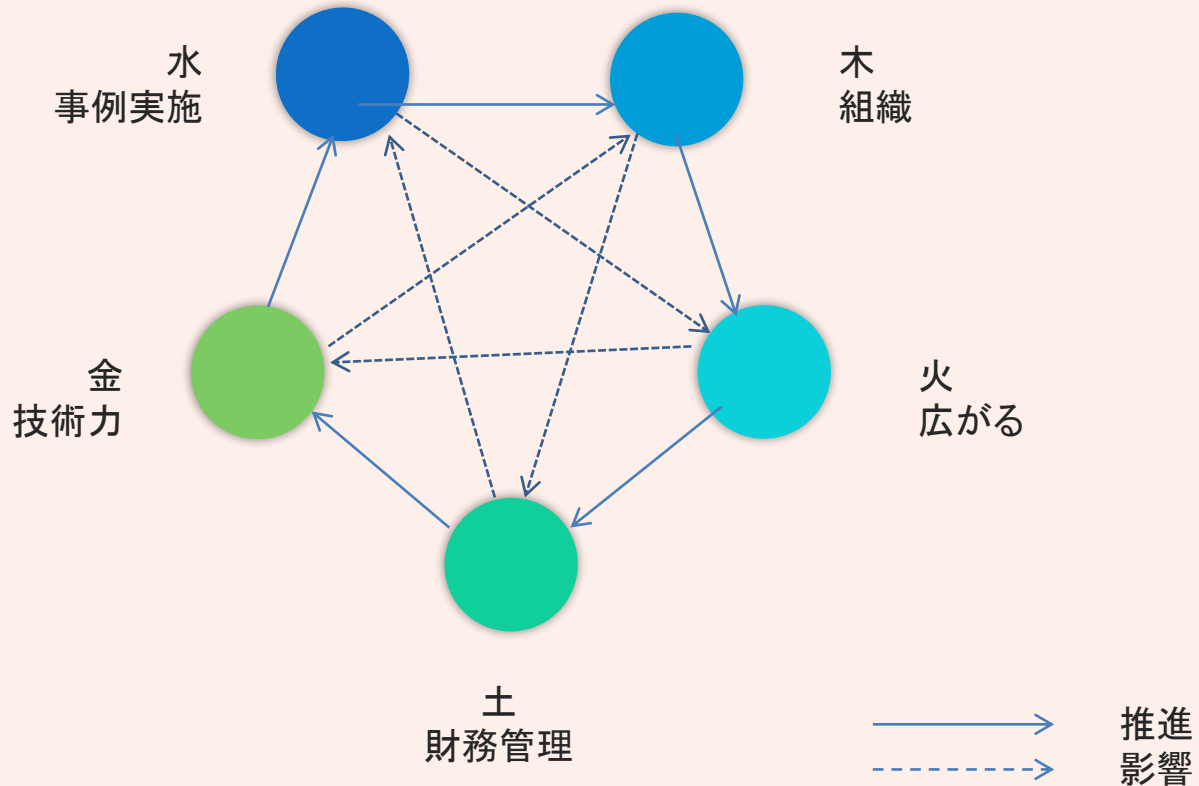 水
事例実施
木
組織
金
技術力
火
広がる
土
財務管理
推進
影響